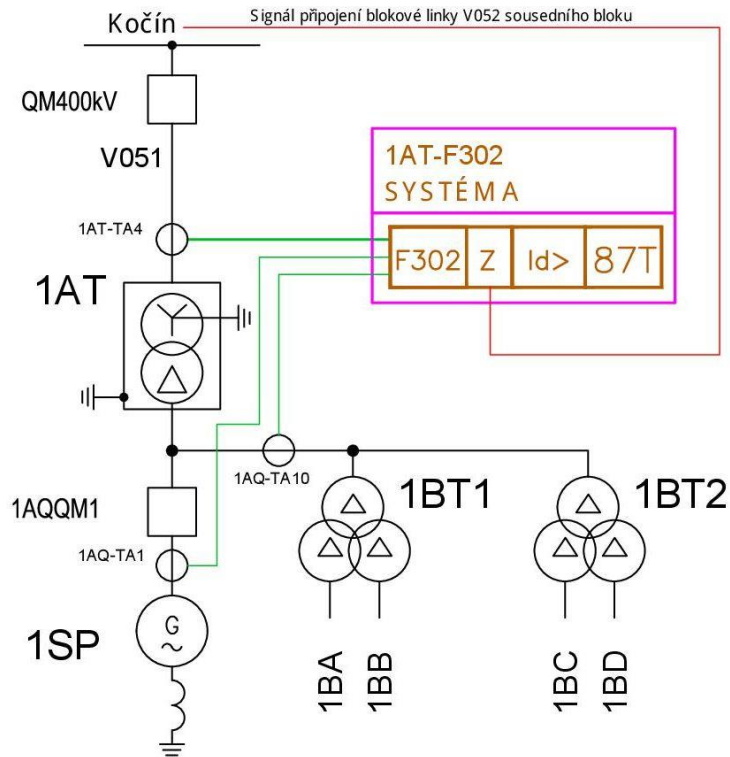 Kočín
Signál připojení blokové linky V052 sousedního bloku
QM400kV
V051
1AT-F302
SYSTÉMA
1AT-TA4
F302 Z Id> 87T
1AT
1AQ-TA10
1BT1
1BT2
1AQQM1
1AQ-TA1
G
~
1SP
1BA
1BB
1BC
1BD